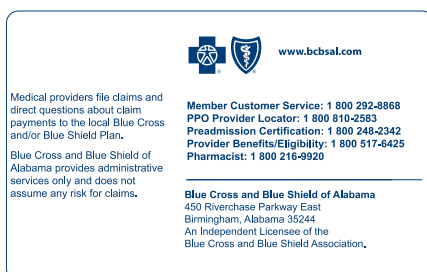 www.bcbsal.com
Medical providers file claims and
direct questions about claim
payments to the local Blue Cross
and/or Blue Shield Plan.
Blue Cross and Blue Shield of
Alabama provides administrative
services only and does not
assume any risk for claims.
Member Customer Service: 1 800 292-8868
PPO Provider Locator: 1 800 810-2583
Preadmission Certification: 1 800 248-2342
Provider Benefits/Eligibility: 1 800 517-6425
Pharmacist: 1 800 216-9920
Blue Cross and Blue Shield of Alabama
450 Riverchase Parkway East
Birmingham, Alabama 35244
An Independent Licensee of the
Blue Cross and Blue Shield Association.